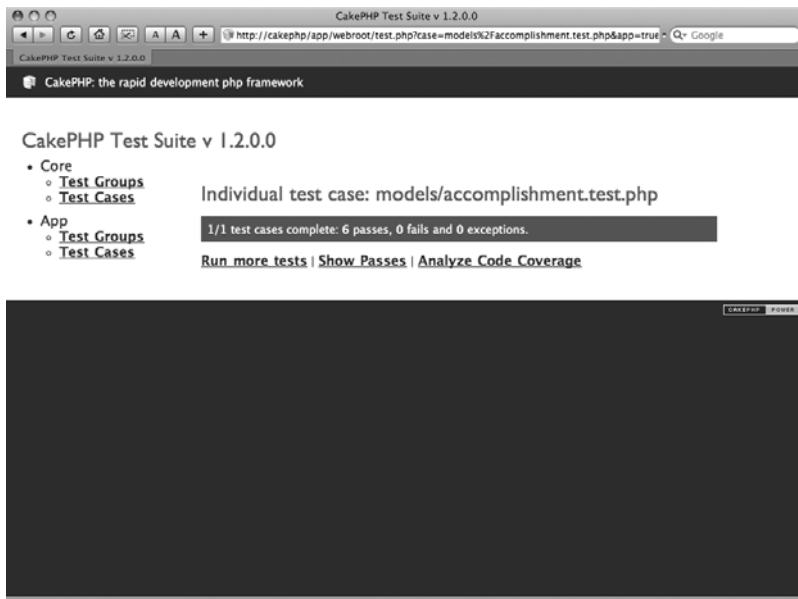 CakePHP Test Suite v 1.2.0.0
A A + http://cakephp/app/webroot/test.php?case=models%2Faccomplishment.test.php&app=true Google
CakePHP Test Suite v 1.2.0.0
CakePHP: the rapid development php framework
CakePHP Test Suite v 1.2.0.0
• Core
◦ Test Groups
◦ Test Cases
• App
◦ Test Groups
◦ Test Cases
Individual test case: models/accomplishment.test.php
1/1 test cases complete: 6 passes, 0 fails and 0 exceptions.
Run more tests | Show Passes | Analyze Code Coverage
CAKEPHP POWER